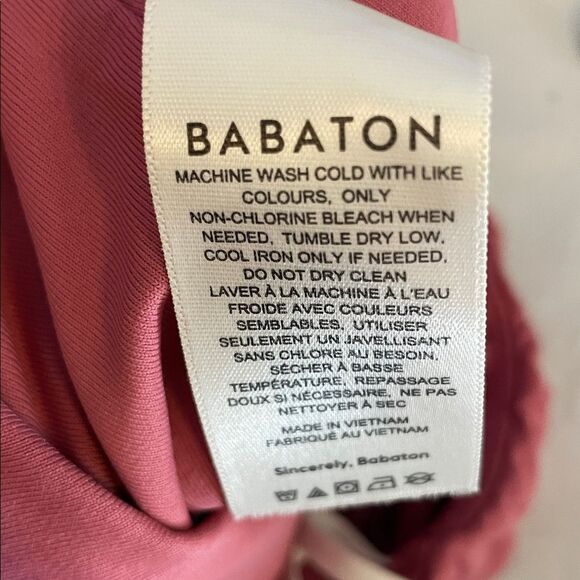 BABATON
MACHINE WASH COLD WITH LIKE
COLOURS, ONLY
NON-CHLORINE BLEACH WHEN
NEEDED, TUMBLE DRY LOW,
COOL IRON ONLY IF NEEDED,
DO NOT DRY CLEAN
LAVER À LA MACHINE À L'EAU
FROIDE AVEC COULEURS
SEMBLABLES, UTILISER
SEULEMENT UN JAVELLISANT
SANS CHLORE AU BESOIN,
SÉCHER À BASSE
TEMPÉRATURE, REPASSAGE
DOUX SI NÉCESSAIRE, NE PAS
NETTOYER À SEC
MADE IN VIETNAM
FABRIQUÉ AU VIETNAM
Sincerely, Babaton